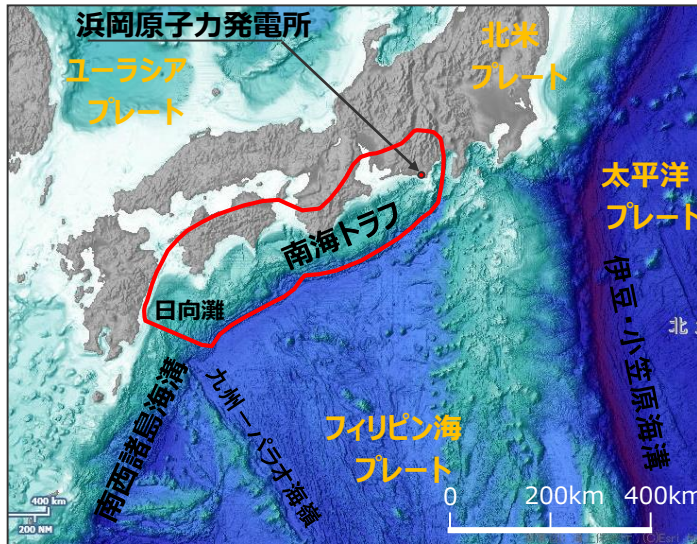 浜岡原子力発電所
北米
プレート
ユーラシア
プレート
太平洋
プレート
南海トラフ
日向灘
伊豆・小笠原海溝
南西諸島海溝
九州－パラオ海嶺
フィリピン海
プレート
北
0 200km 400km
400 km
200 NM